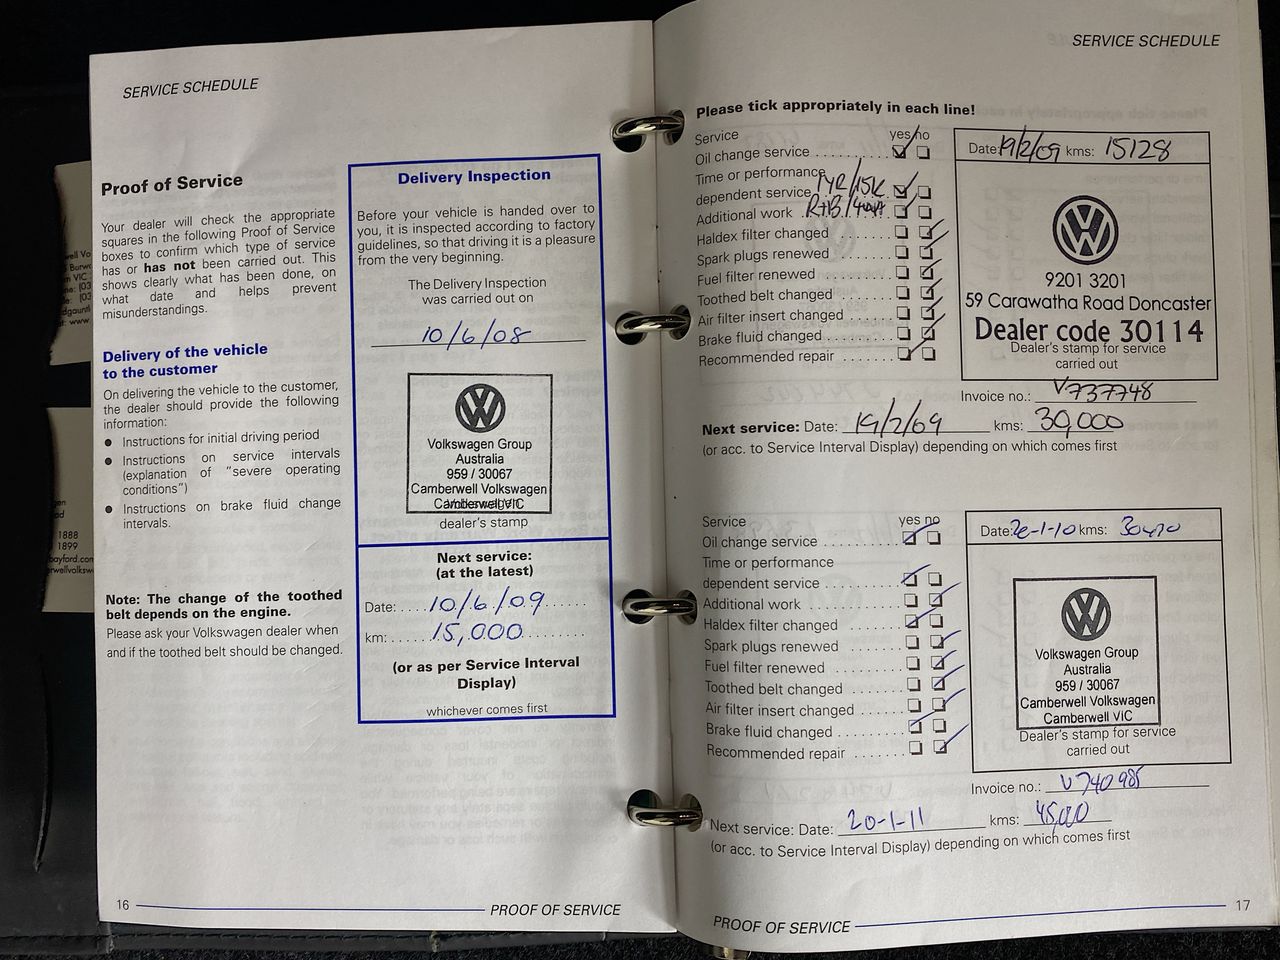 SERVICE SCHEDULE
Proof of Service
Your dealer will check the appropriate
squares in the following Proof of Service
boxes to confirm which type of service
has or has not been carried out. This
shows clearly what has been done, on
what date and helps prevent
misunderstandings.
Delivery of the vehicle
to the customer
On delivering the vehicle to the customer,
the dealer should provide the following
information:
● Instructions for initial driving period
● Instructions on service intervals
(explanation of "severe operating
conditions")
● Instructions on brake fluid change
intervals.
Note: The change of the toothed
belt depends on the engine.
Please ask your Volkswagen dealer when
and if the toothed belt should be changed.
Delivery Inspection
Before your vehicle is handed over to
you, it is inspected according to factory
guidelines, so that driving it is a pleasure
from the very beginning.
The Delivery Inspection
was carried out on
10/6/08
Volkswagen Group
Australia
959 / 30067
Camberwell Volkswagen
Camberwell VIC
dealer's stamp
Next service:
(at the latest)
Date: .... 10/6/09 ......
km: ..... 15,000 ..........
(or as per Service Interval
Display)
whichever comes first
16
PROOF OF SERVICE
SERVICE SCHEDULE
Please tick appropriately in each line!
Service yes no
Oil change service
Time or performance
dependent service 1YR/15K
Additional work
Haldex filter changed
Spark plugs renewed
Fuel filter renewed
Toothed belt changed
Air filter insert changed
Brake fluid changed
Recommended repair
Date: 19/2/09 kms: 15128
9201 3201
59 Carawatha Road Doncaster
Dealer code 30114
Dealer's stamp for service
carried out
Invoice no.: V737748
Next service: Date: 19/2/09 kms: 30,000
(or acc. to Service Interval Display) depending on which comes first
Service yes no
Oil change service
Time or performance
dependent service
Additional work
Haldex filter changed
Spark plugs renewed
Fuel filter renewed
Toothed belt changed
Air filter insert changed
Brake fluid changed
Recommended repair
Date: 20-1-10 kms:
Volkswagen Group
Australia
959 / 30067
Camberwell Volkswagen
Camberwell VIC
Dealer's stamp for service
carried out
Invoice no.: V740985
Next service: Date: 20-1-11 kms: 45,000
(or acc. to Service Interval Display) depending on which comes first
PROOF OF SERVICE
17